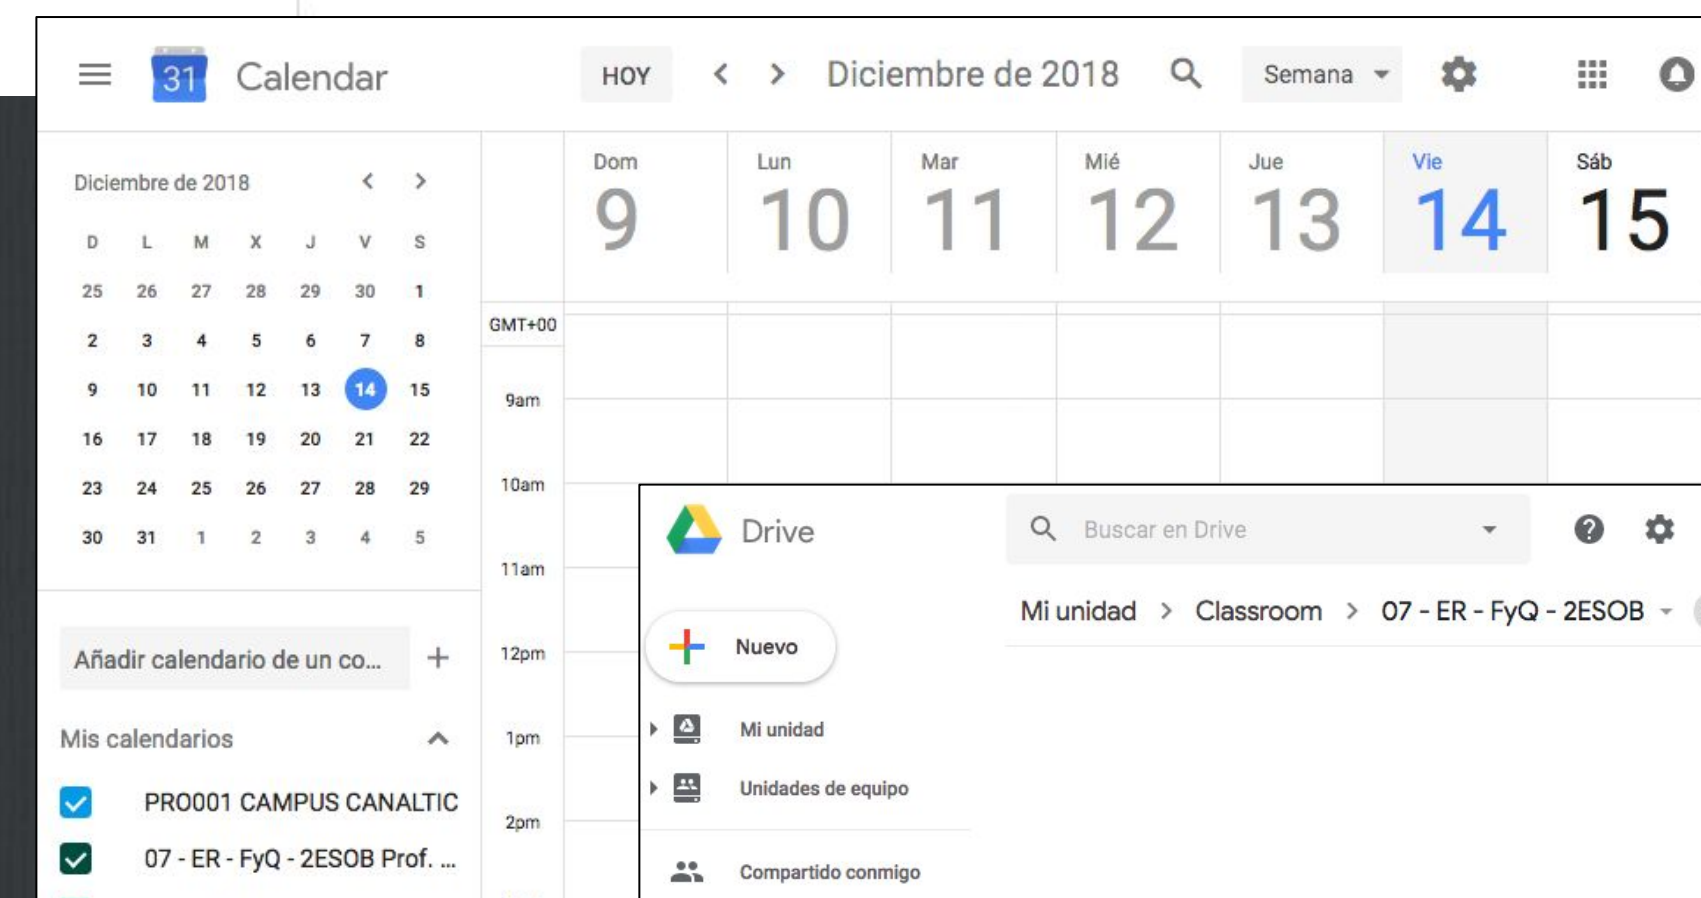 31 Calendar HOY Diciembre de 2018 Semana
Diciembre de 2018
D L M X J V S
25 26 27 28 29 30 1
2 3 4 5 6 7 8
9 10 11 12 13 14 15
16 17 18 19 20 21 22
23 24 25 26 27 28 29
30 31 1 2 3 4 5
Añadir calendario de un co...
Mis calendarios
PRO001 CAMPUS CANALTIC
07 - ER - FyQ - 2ESOB Prof. ...
Dom Lun Mar Mié Jue Vie Sáb
9 10 11 12 13 14 15
GMT+00
9am
10am
11am
12pm
1pm
2pm
Drive Buscar en Drive
Mi unidad > Classroom > 07 - ER - FyQ - 2ESOB
Nuevo
Mi unidad
Unidades de equipo
Compartido conmigo